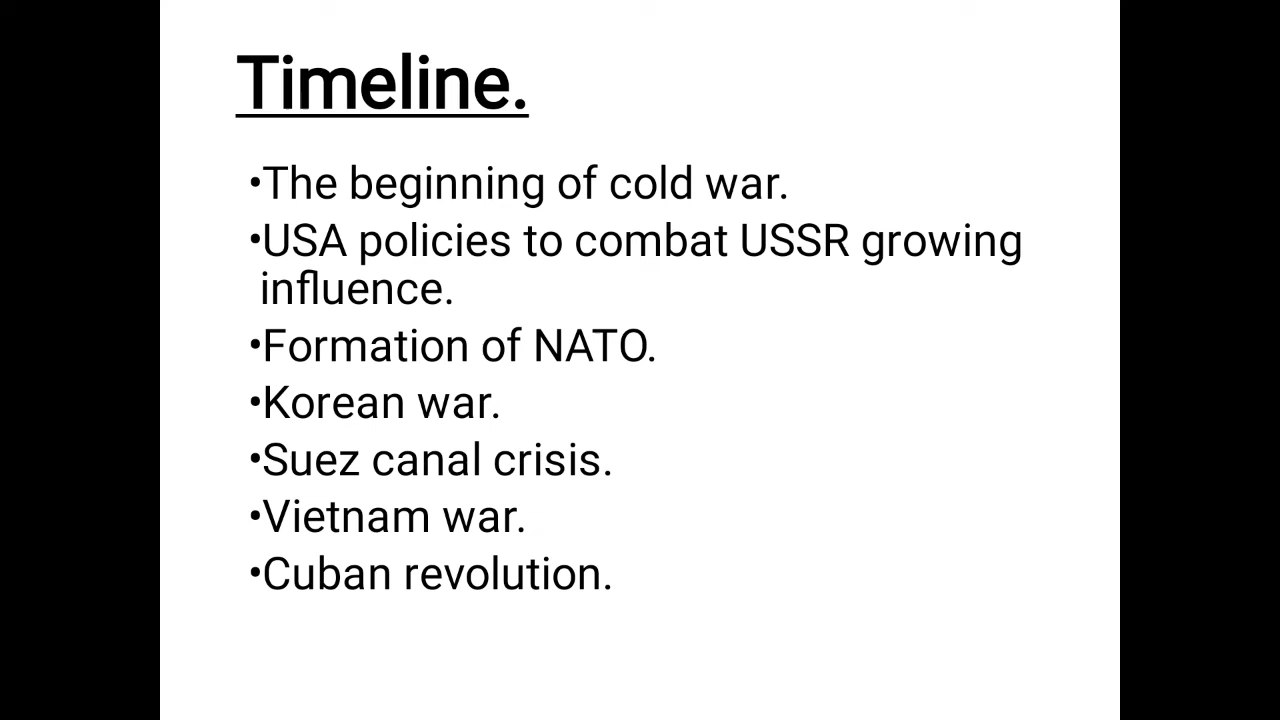 Timeline.
•The beginning of cold war.
•USA policies to combat USSR growing
influence.
•Formation of NATO.
•Korean war.
•Suez canal crisis.
•Vietnam war.
•Cuban revolution.